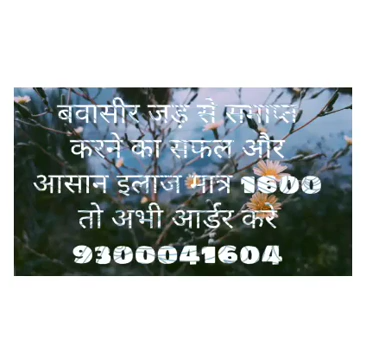 बवासीर जड़ से समाप्त
करने का सफल और
आसान इलाज मात्र 1800
तो अभी आर्डर करे
9300041604